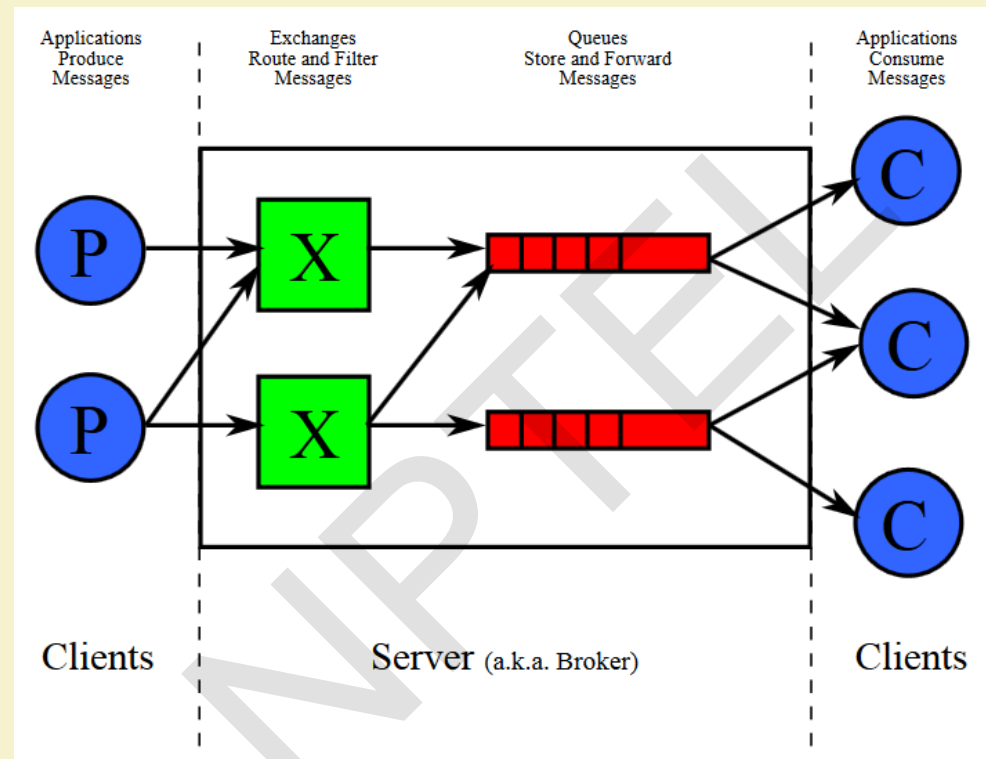 Applications
Produce
Messages
Exchanges
Route and Filter
Messages
Queues
Store and Forward
Messages
Applications
Consume
Messages
P
X
C
P
X
C
C
NPTEL
Clients
Server (a.k.a. Broker)
Clients